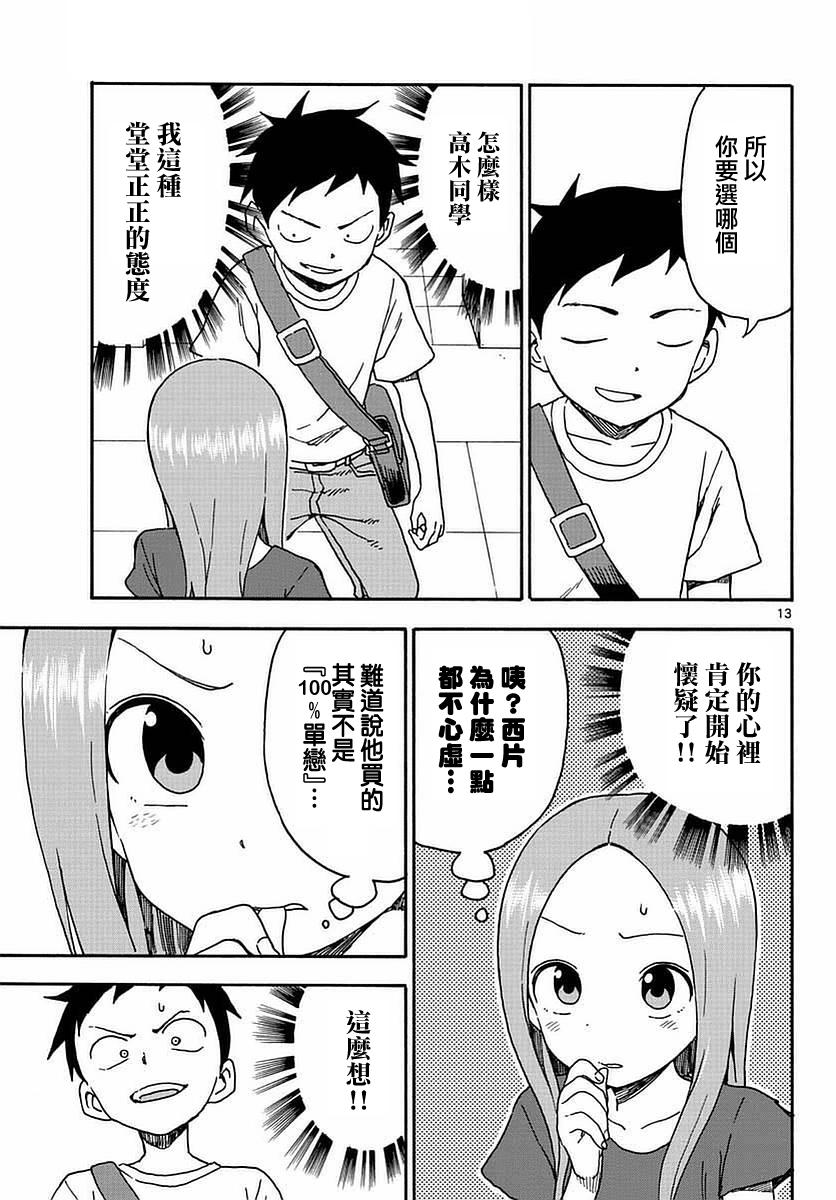 所以
你要選哪個
怎麼樣
高木同學
我這種
堂堂正正的態度
13
你的心裡
肯定開始
懷疑了!!
咦？西片
為什麼一點
都不心虛…
難道說他買的
其實不是
『100%單戀』…
這麼想!!